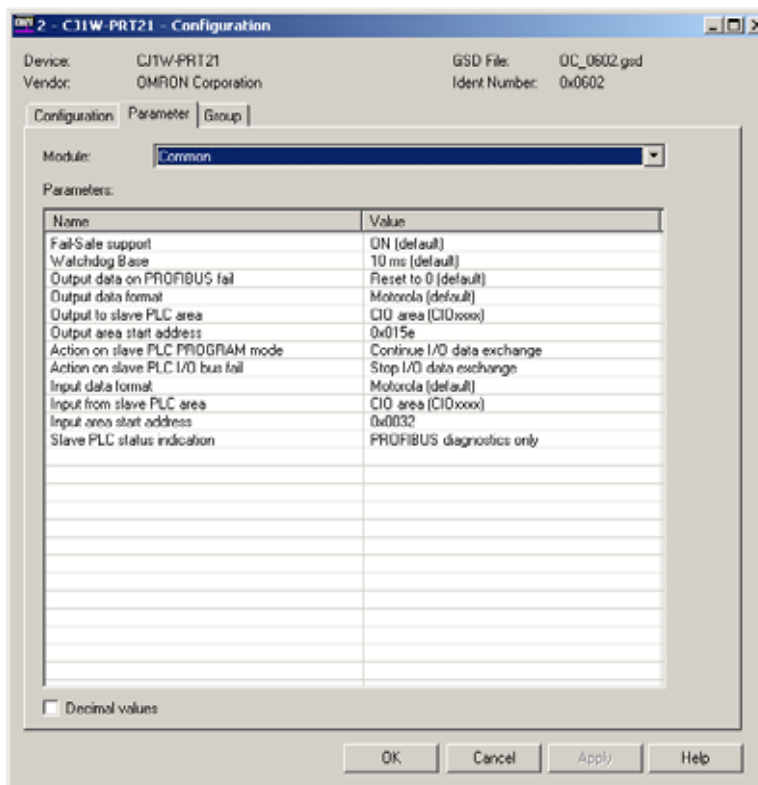 2 - CJ1W-PRT21 - Configuration
Device: CJ1W-PRT21 GSD File: OC_0602.gsd
Vendor: OMRON Corporation Ident Number: 0x0602
Configuration Parameter Group
Module: Common
Parameters:
Name Value
Fail-Safe support ON (default)
Watchdog Base 10 ms (default)
Output data on PROFIBUS fail Reset to 0 (default)
Output data format Motorola (default)
Output to slave PLC area CIO area (CIOxxxx)
Output area start address 0x015e
Action on slave PLC PROGRAM mode Continue I/O data exchange
Action on slave PLC I/O bus fail Stop I/O data exchange
Input data format Motorola (default)
Input from slave PLC area CIO area (CIOxxxx)
Input area start address 0x0032
Slave PLC status indication PROFIBUS diagnostics only
Decimal values
OK Cancel Apply Help